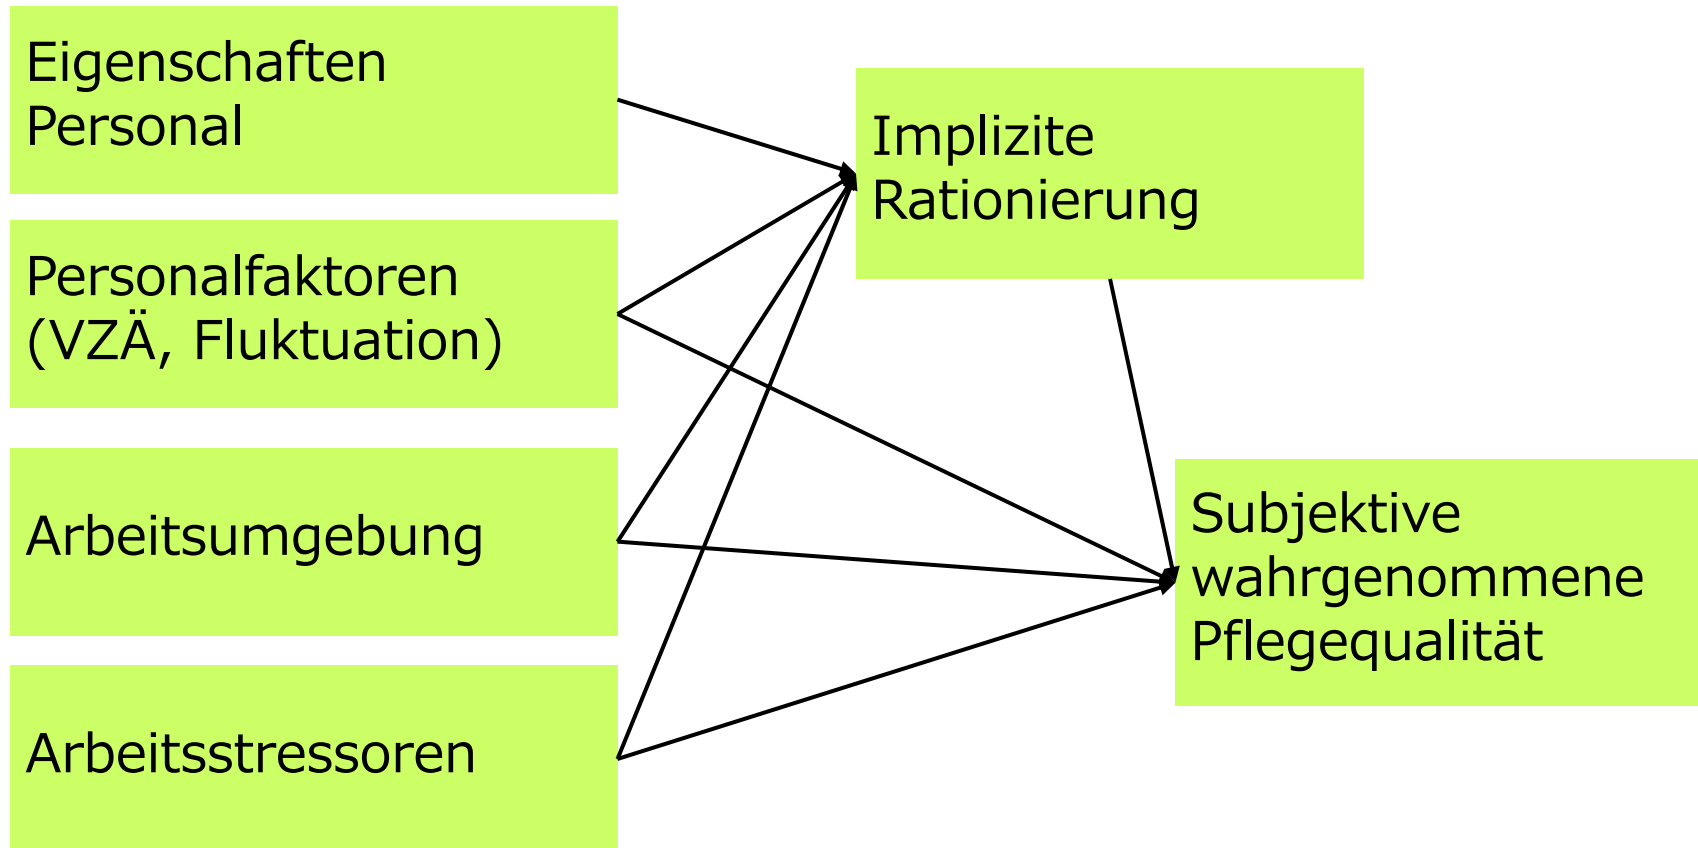 Eigenschaften
Personal
Personalfaktoren
(VZÄ, Fluktuation)
Arbeitsumgebung
Arbeitsstressoren
Implizite
Rationierung
Subjektive
wahrgenommene
Pflegequalität